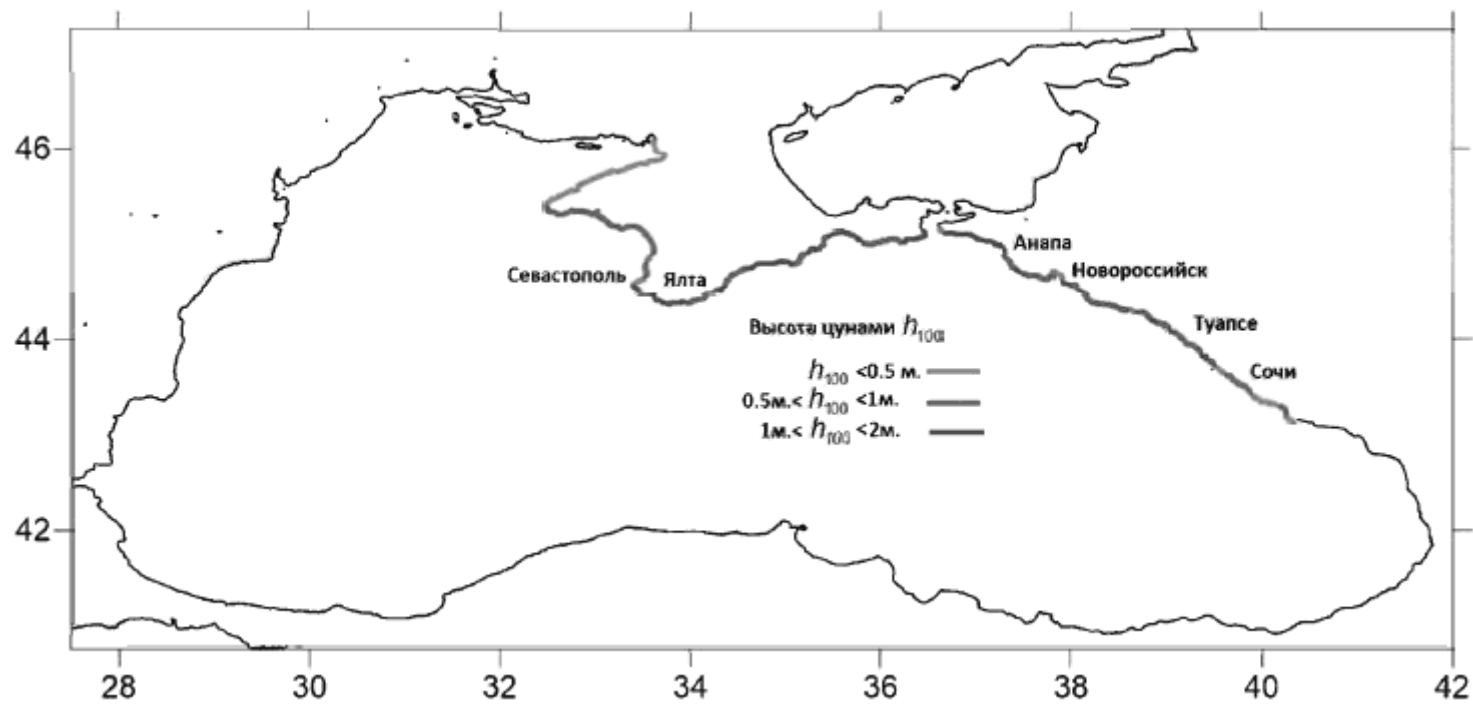 46
44
42
Анапа
Севастополь
Ялта
Новороссийск
Туапсе
Сочи
Высота цунами h₁₀₀
h₁₀₀ <0.5 м.
0.5м.< h₁₀₀ <1м.
1м.< h₁₀₀ <2м.
28 30 32 34 36 38 40 42